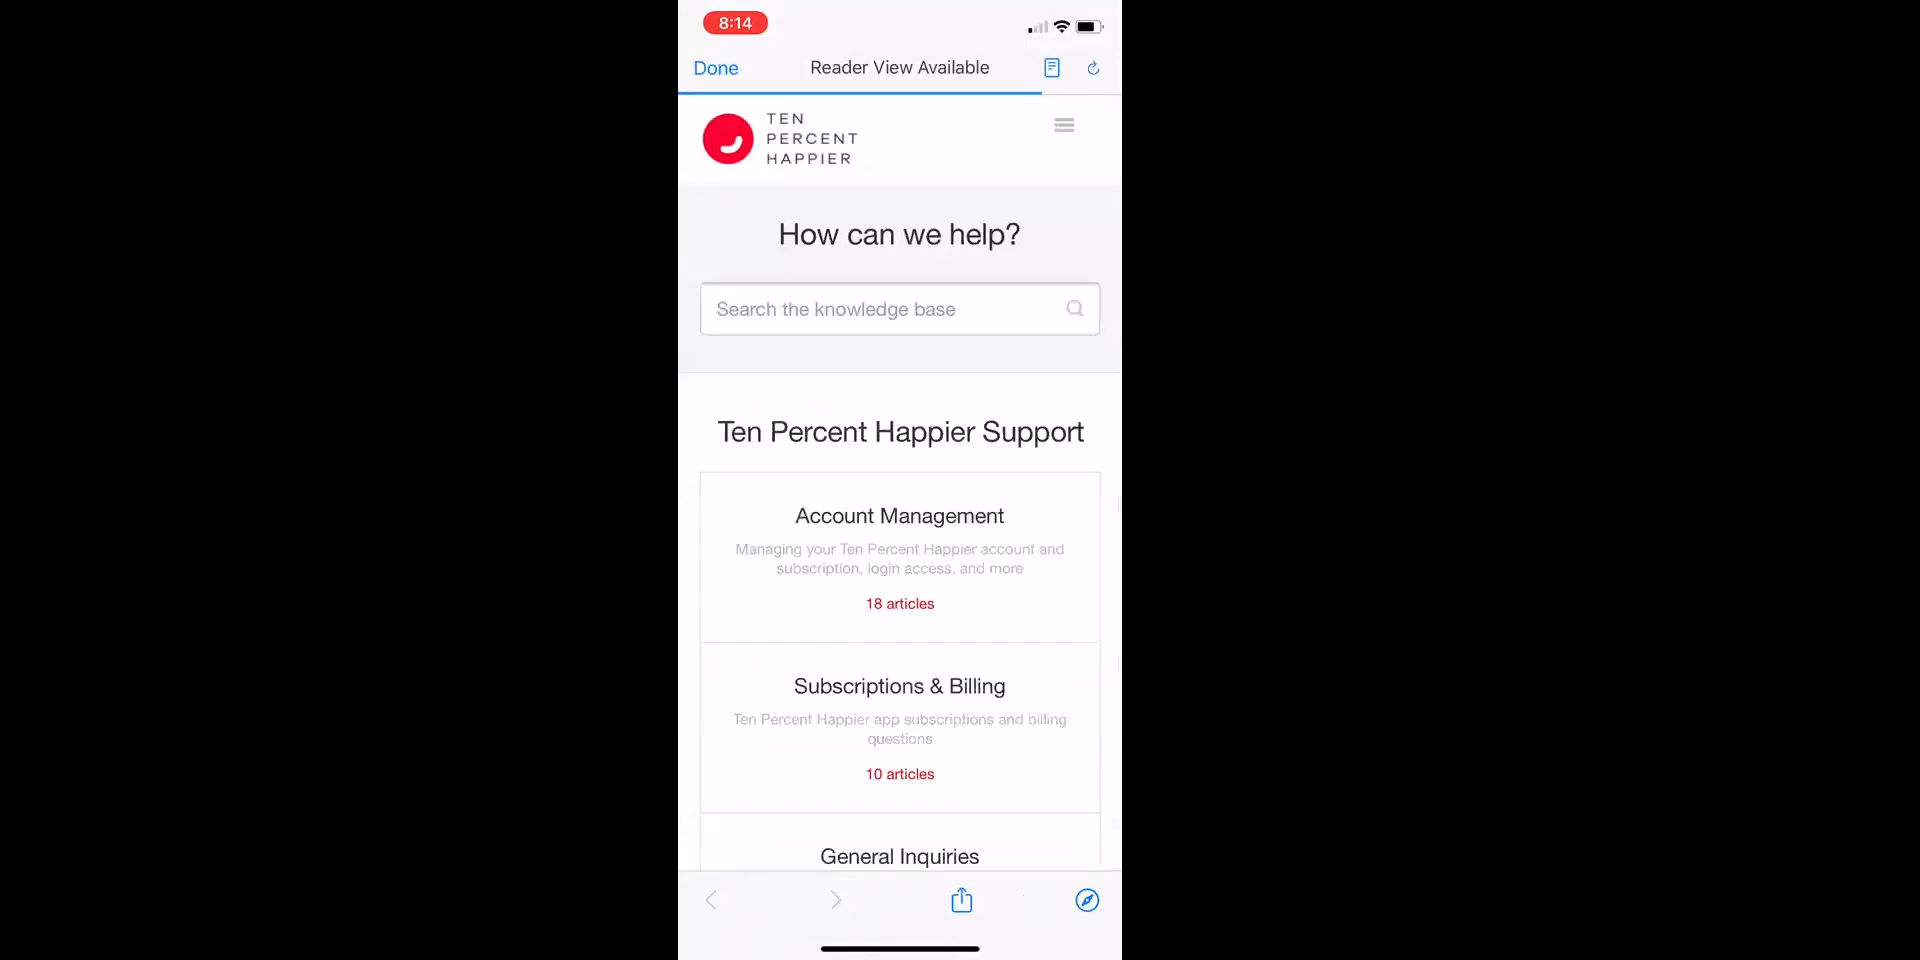 8:14
Done
Reader View Available
TEN
PERCENT
HAPPIER
How can we help?
Search the knowledge base
Ten Percent Happier Support
Account Management
Managing your Ten Percent Happier account and
subscription, login access, and more
18 articles
Subscriptions & Billing
Ten Percent Happier app subscriptions and billing
questions
10 articles
General Inquiries